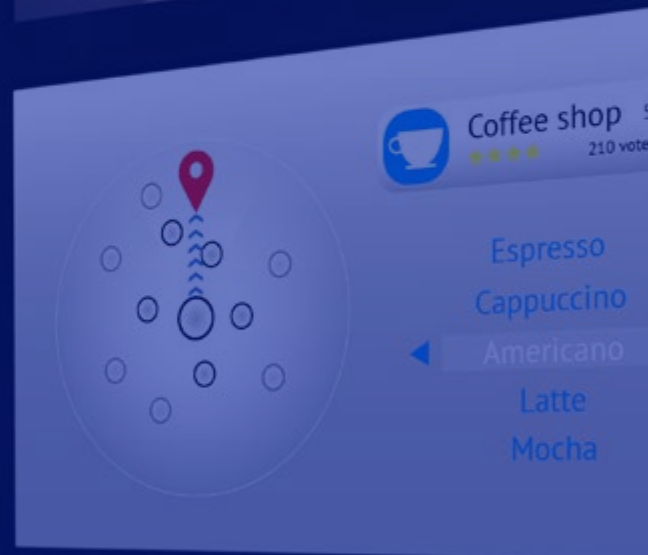 Coffee shop
210 vote
Espresso
Cappuccino
Americano
Latte
Mocha